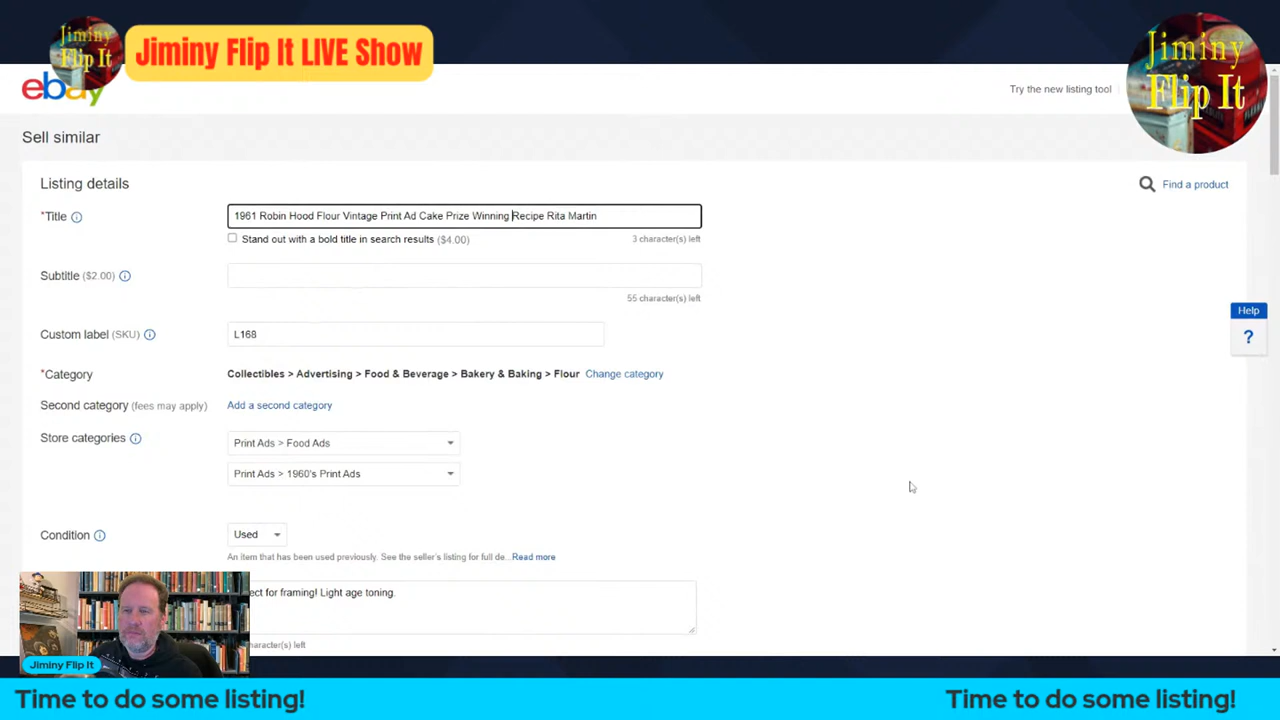 Jiminy
Flip It
Jiminy Flip It LIVE Show
Jiminy
Flip It
ebay
Try the new listing tool
Sell similar
Listing details
Find a product
*Title
1961 Robin Hood Flour Vintage Print Ad Cake Prize Winning Recipe Rita Martin
Stand out with a bold title in search results ($4.00)
3 character(s) left
Subtitle ($2.00)
55 character(s) left
Help
?
Custom label (SKU)
L168
*Category
Collectibles > Advertising > Food & Beverage > Bakery & Baking > Flour Change category
Second category (fees may apply)
Add a second category
Store categories
Print Ads > Food Ads
Print Ads > 1960's Print Ads
Condition
Used
An item that has been used previously. See the seller's listing for full de...Read more
ect for framing! Light age toning.
haracter(s) left
Jiminy Flip It
Time to do some listing!
Time to do some listing!